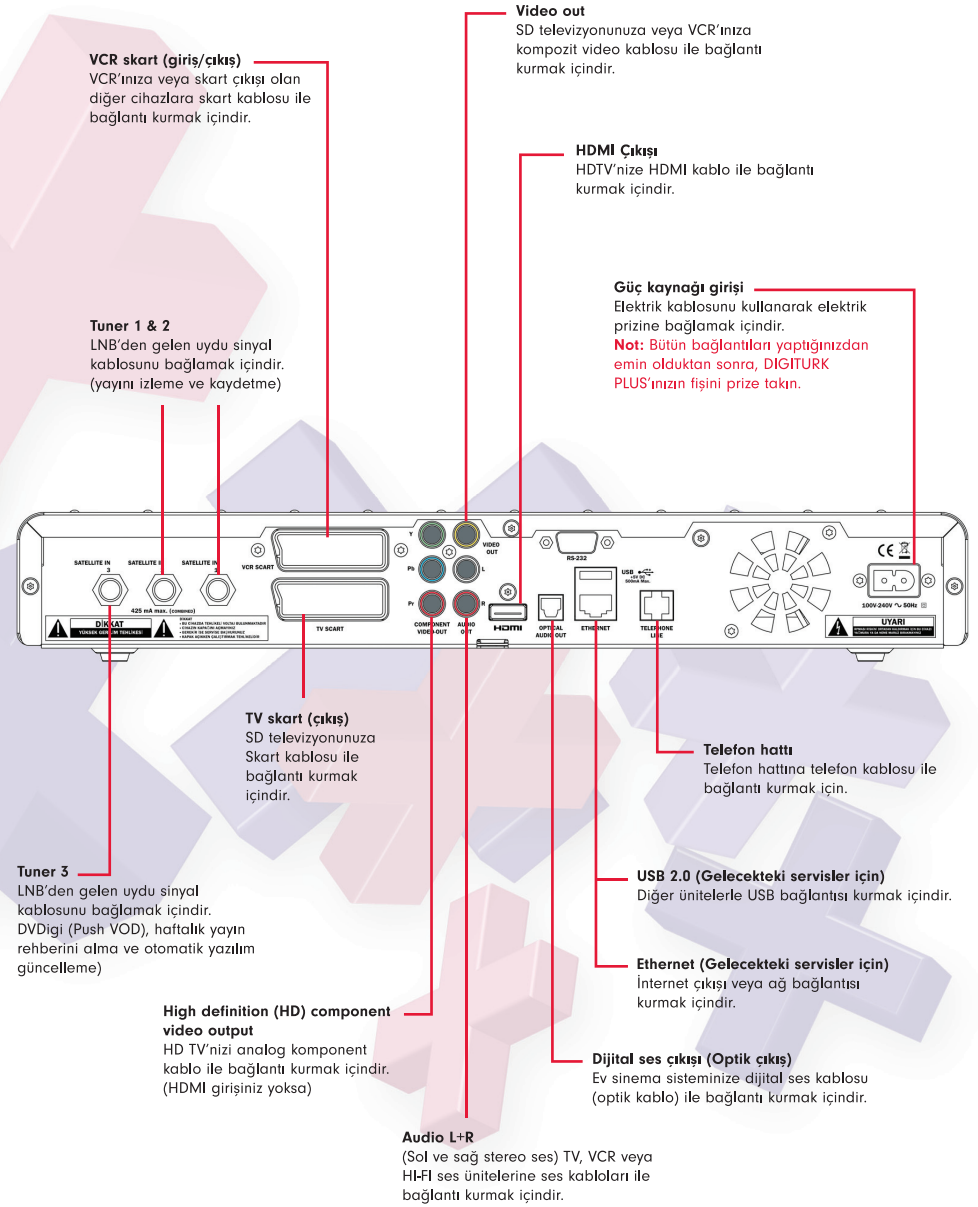 Video out
SD televizyonunuza veya VCR'ınıza
kompozit video kablosu ile bağlantı
kurmak içindir.
VCR skart (giriş/çıkış)
VCR'ınıza veya skart çıkışı olan
diğer cihazlara skart kablosu ile
bağlantı kurmak içindir.
HDMI Çıkışı
HDTV'nize HDMI kablo ile bağlantı
kurmak içindir.
Güç kaynağı girişi
Elektrik kablosunu kullanarak elektrik
prizine bağlamak içindir.
Not: Bütün bağlantıları yaptığınızdan
emin olduktan sonra, DIGITURK
PLUS'ınızın fişini prize takın.
Tuner 1 & 2
LNB'den gelen uydu sinyal
kablosunu bağlamak içindir.
(yayını izleme ve kaydetme)
SATELLITE IN
3
SATELLITE
SATELLITE IN
425 mA max. (COMBINED)
DİKKAT
YÜKSEK GERİLİM TEHLİKESİ
DİKKAT
VCR SCART
TV SCART
Y
Pb
Pr
VIDEO
OUT
L
R
COMPONENT
VIDEO-OUT
AUDIO
OUT
HDMI
OPTICAL
AUDIO OUT
RS-232
ETHERNET
USB
+5V DC
500mA Max.
TELEPHONE
LINE
CE
100V-240V ~ 50Hz
UYARI
TV skart (çıkış)
SD televizyonunuza
Skart kablosu ile
bağlantı kurmak
içindir.
Telefon hattı
Telefon hattına telefon kablosu ile
bağlantı kurmak için.
Tuner 3
LNB'den gelen uydu sinyal
kablosunu bağlamak içindir.
DVDigi (Push VOD), haftalık yayın
rehberini alma ve otomatik yazılım
güncelleme)
USB 2.0 (Gelecekteki servisler için)
Diğer ünitelerle USB bağlantısı kurmak içindir.
Ethernet (Gelecekteki servisler için)
İnternet çıkışı veya ağ bağlantısı
kurmak içindir.
High definition (HD) component
video output
HD TV'nizi analog komponent
kablo ile bağlantı kurmak içindir.
(HDMI girişiniz yoksa)
Dijital ses çıkışı (Optik çıkış)
Ev sinema sisteminize dijital ses kablosu
(optik kablo) ile bağlantı kurmak içindir.
Audio L+R
(Sol ve sağ stereo ses) TV, VCR veya
HI-FI ses ünitelerine ses kabloları ile
bağlantı kurmak içindir.